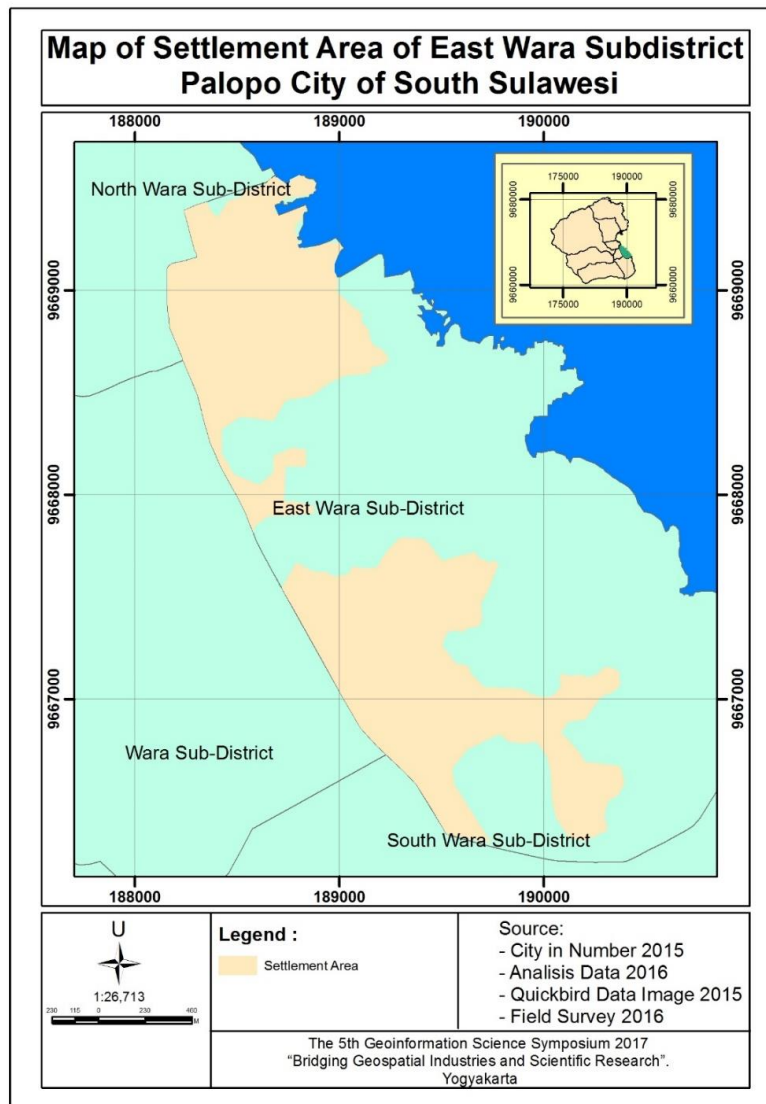 Map of Settlement Area of East Wara Subdistrict
Palopo City of South Sulawesi
188000
189000
190000
175000
190000
9680000
9680000
9660000
9660000
175000
190000
North Wara Sub-District
9669000
9669000
9668000
9668000
East Wara Sub-District
9667000
9667000
Wara Sub-District
South Wara Sub-District
188000
189000
190000
U
1:26,713
230 115 0 230 460
M
Legend :
Settlement Area
Source:
- City in Number 2015
- Analisis Data 2016
- Quickbird Data Image 2015
- Field Survey 2016
The 5th Geoinformation Science Symposium 2017
“Bridging Geospatial Industries and Scientific Research”.
Yogyakarta